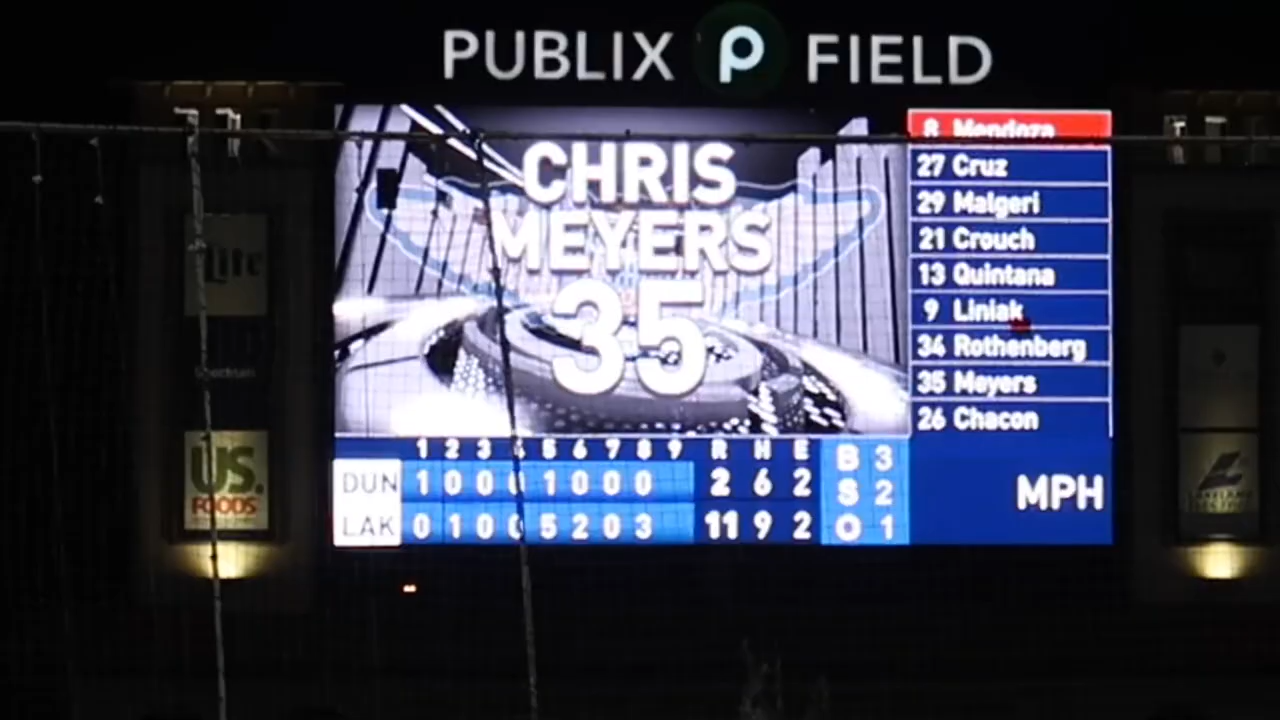 PUBLIX P FIELD
CHRIS
MEYERS
35
8 Mendoza
27 Cruz
29 Malgeri
21 Crouch
13 Quintana
9 Liniak
34 Rothenberg
35 Meyers
26 Chacon
1 2 3 4 5 6 7 8 9 R H E
DUN 1 0 0 0 1 0 0 0 2 6 2
LAK 0 1 0 0 5 2 0 3 11 9 2
B 3
S 2
O 1
MPH
Lite
Spectrum
US.
FOODS